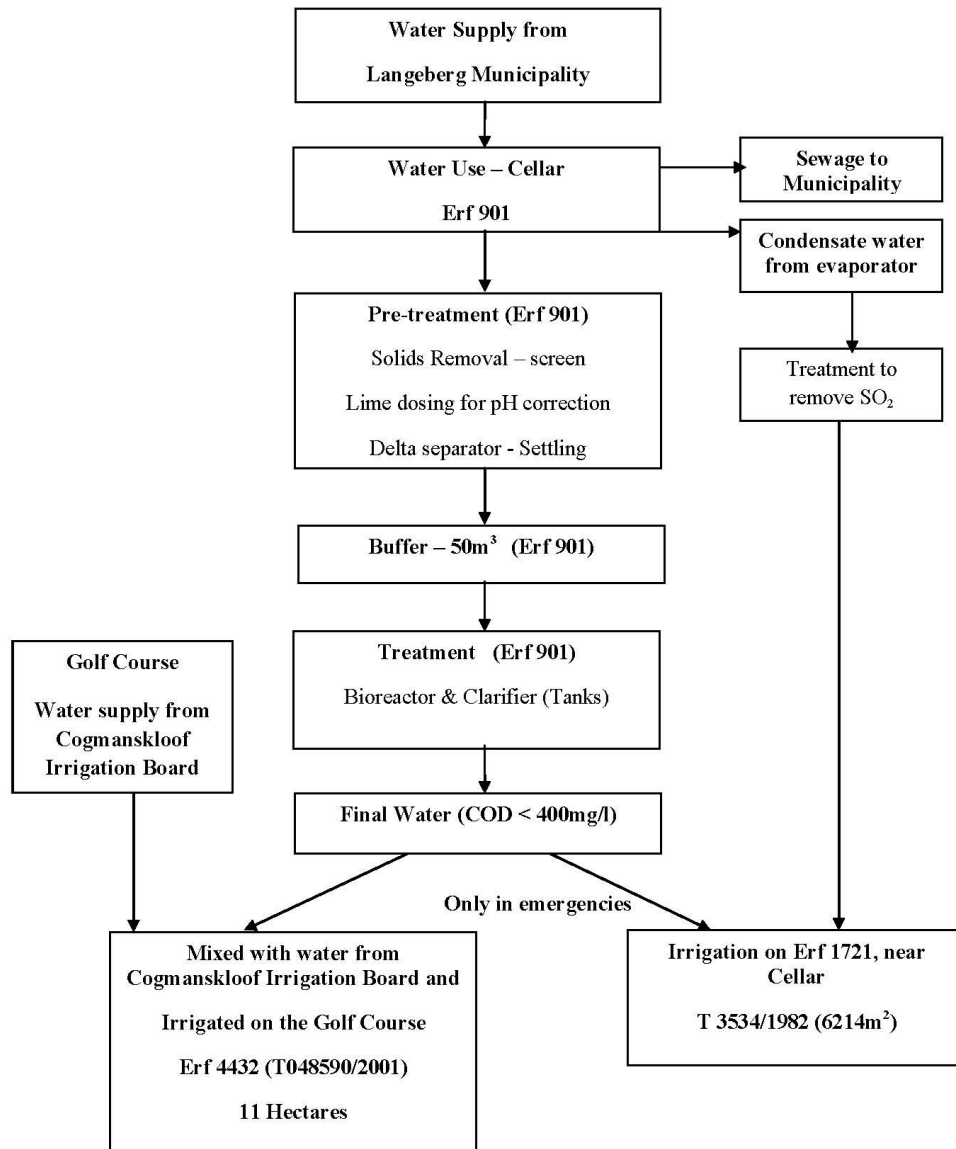 Water Supply from
Langeberg Municipality
Water Use – Cellar
Erf 901
Sewage to
Municipality
Condensate water
from evaporator
Pre-treatment (Erf 901)
Solids Removal – screen
Lime dosing for pH correction
Delta separator - Settling
Treatment to
remove SO₂
Buffer – 50m³ (Erf 901)
Treatment (Erf 901)
Bioreactor & Clarifier (Tanks)
Golf Course
Water supply from
Cogmanskloof
Irrigation Board
Final Water (COD < 400mg/l)
Only in emergencies
Mixed with water from
Cogmanskloof Irrigation Board and
Irrigated on the Golf Course
Erf 4432 (T048590/2001)
11 Hectares
Irrigation on Erf 1721, near
Cellar
T 3534/1982 (6214m²)